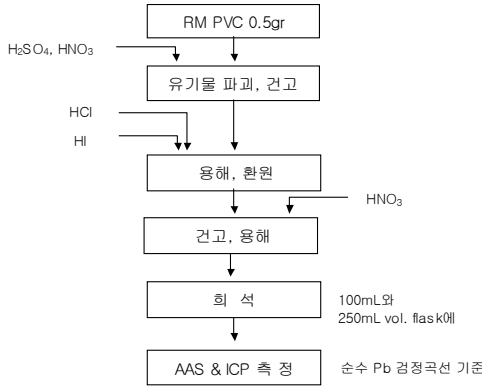 RM PVC 0.5gr
H₂SO₄, HNO₃
유기물 파괴, 건고
HCl
HI
용해, 환원
HNO₃
건고, 용해
희 석
100mL와
250mL vol. flask에
AAS & ICP 측 정
순수 Pb 검정곡선 기준